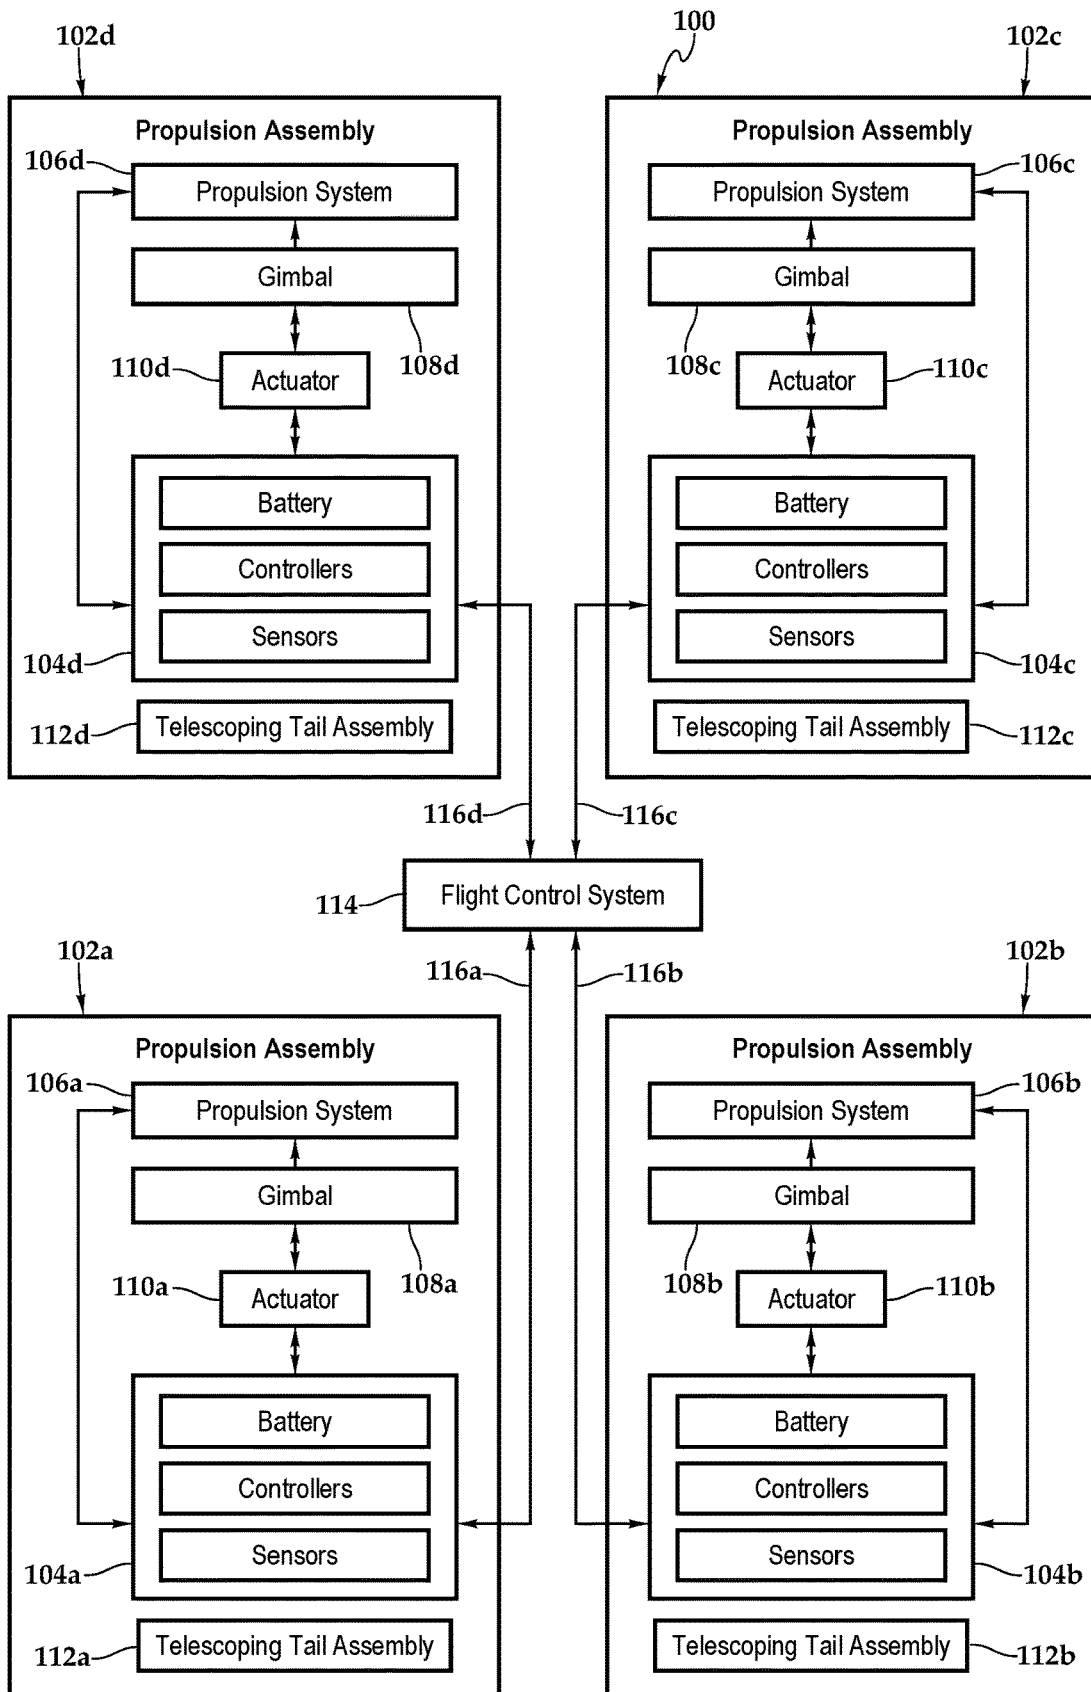 100
102d
102c
Propulsion Assembly
Propulsion Assembly
106d
Propulsion System
Propulsion System
106c
Gimbal
Gimbal
110d
Actuator
108d
108c
Actuator
110c
Battery
Battery
Controllers
Controllers
Sensors
Sensors
104d
104c
112d
Telescoping Tail Assembly
Telescoping Tail Assembly
112c
116d
116c
114
Flight Control System
102a
116a
116b
102b
Propulsion Assembly
Propulsion Assembly
106a
Propulsion System
Propulsion System
106b
Gimbal
Gimbal
110a
Actuator
108a
108b
Actuator
110b
Battery
Battery
Controllers
Controllers
Sensors
Sensors
104a
104b
112a
Telescoping Tail Assembly
Telescoping Tail Assembly
112b